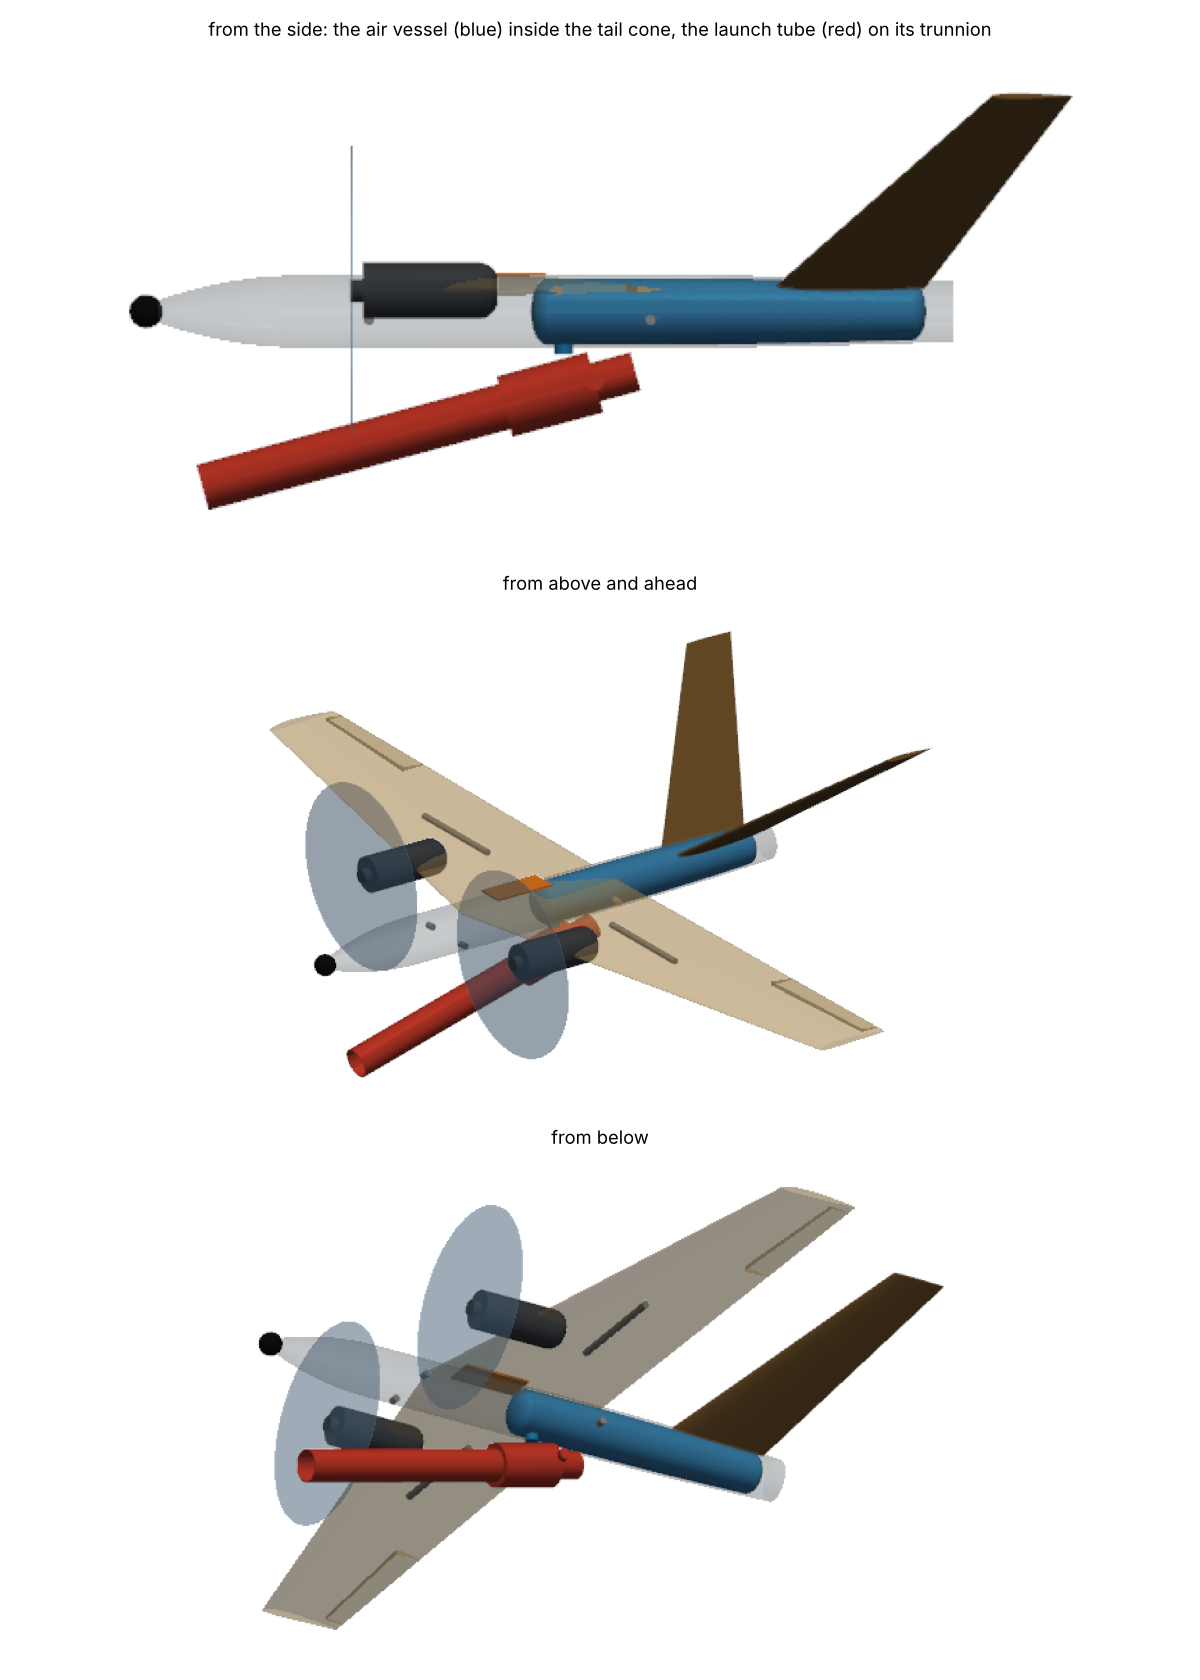 from the side: the air vessel (blue) inside the tail cone, the launch tube (red) on its trunnion
from above and ahead
from below